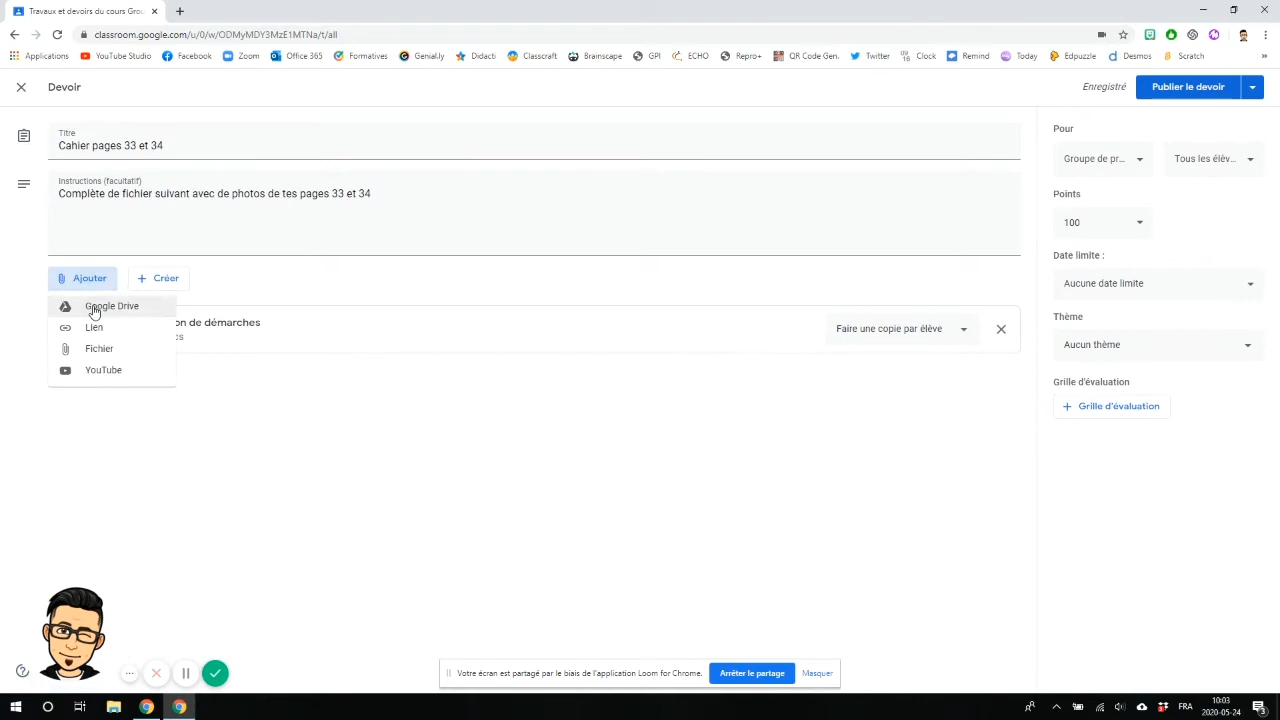 Travaux et devoirs du cours Grou
classroom.google.com/u/0/w/ODMyMDY3MzE1MTNa/t/all
Applications YouTube Studio Facebook Zoom Office 365 Formatives Genial.ly Didacti Classcraft Brainscape GPI ECHO Repro+ QR Code Gen. Twitter Clock Remind Today Edpuzzle Desmos Scratch »
Devoir
Enregistré
Publier le devoir
Titre
Cahier pages 33 et 34
Instructions (facultatif)
Complète de fichier suivant avec de photos de tes pages 33 et 34
Ajouter
Créer
Google Drive
Lien
Fichier
YouTube
on de démarches
cs
Faire une copie par élève
Pour
Groupe de pr...
Tous les élèv...
Points
100
Date limite :
Aucune date limite
Thème
Aucun thème
Grille d'évaluation
Grille d'évaluation
Votre écran est partagé par le biais de l'application Loom for Chrome.
Arrêter le partage
Masquer
FRA
10:03
2020-05-24
3